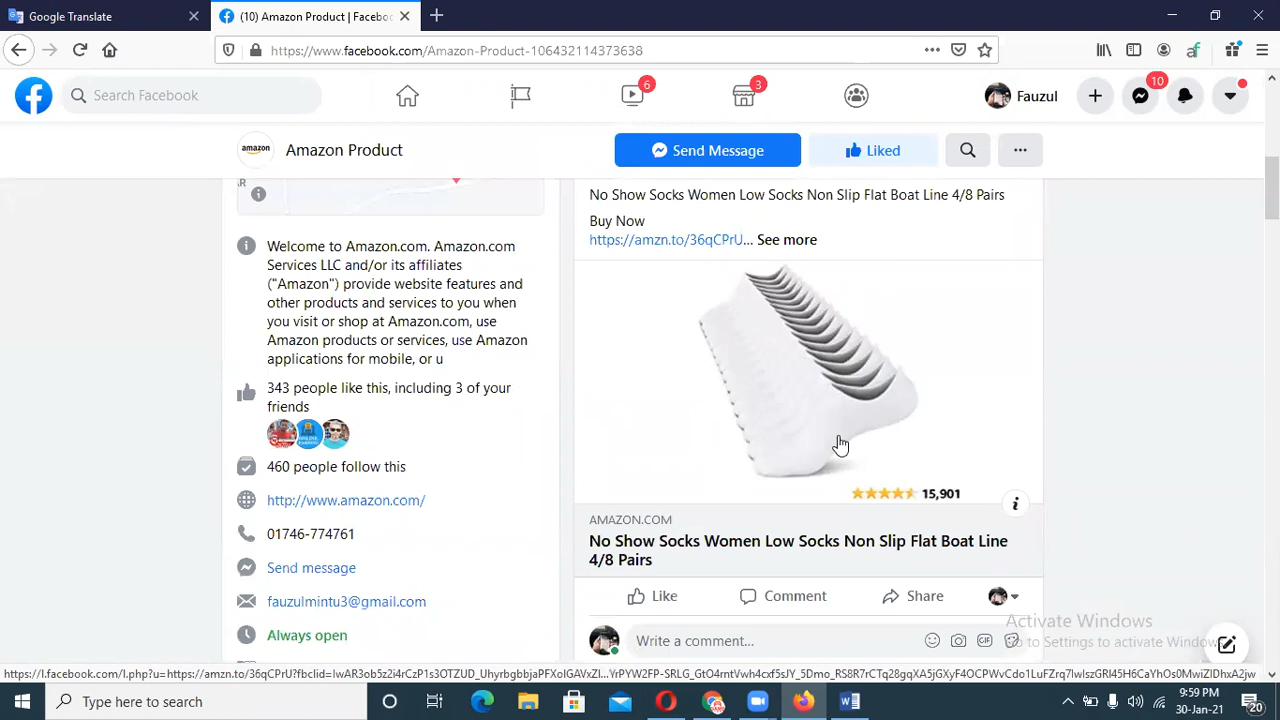 Google Translate
(10) Amazon Product | Facebo
https://www.facebook.com/Amazon-Product-106432114373638
af
Search Facebook
6
3
Fauzul
10
amazon
Amazon Product
Send Message
Liked
AR
Welcome to Amazon.com. Amazon.com
Services LLC and/or its affiliates
("Amazon") provide website features and
other products and services to you when
you visit or shop at Amazon.com, use
Amazon products or services, use Amazon
applications for mobile, or u
343 people like this, including 3 of your
friends
460 people follow this
http://www.amazon.com/
01746-774761
Send message
fauzulmintu3@gmail.com
Always open
No Show Socks Women Low Socks Non Slip Flat Boat Line 4/8 Pairs
Buy Now
https://amzn.to/36qCPrU... See more
15,901
AMAZON.COM
No Show Socks Women Low Socks Non Slip Flat Boat Line
4/8 Pairs
Like
Comment
Share
Write a comment...
GIF
Activate Windows
Go to Settings to activate Windows.
Type here to search
9:59 PM
30-Jan-21
20